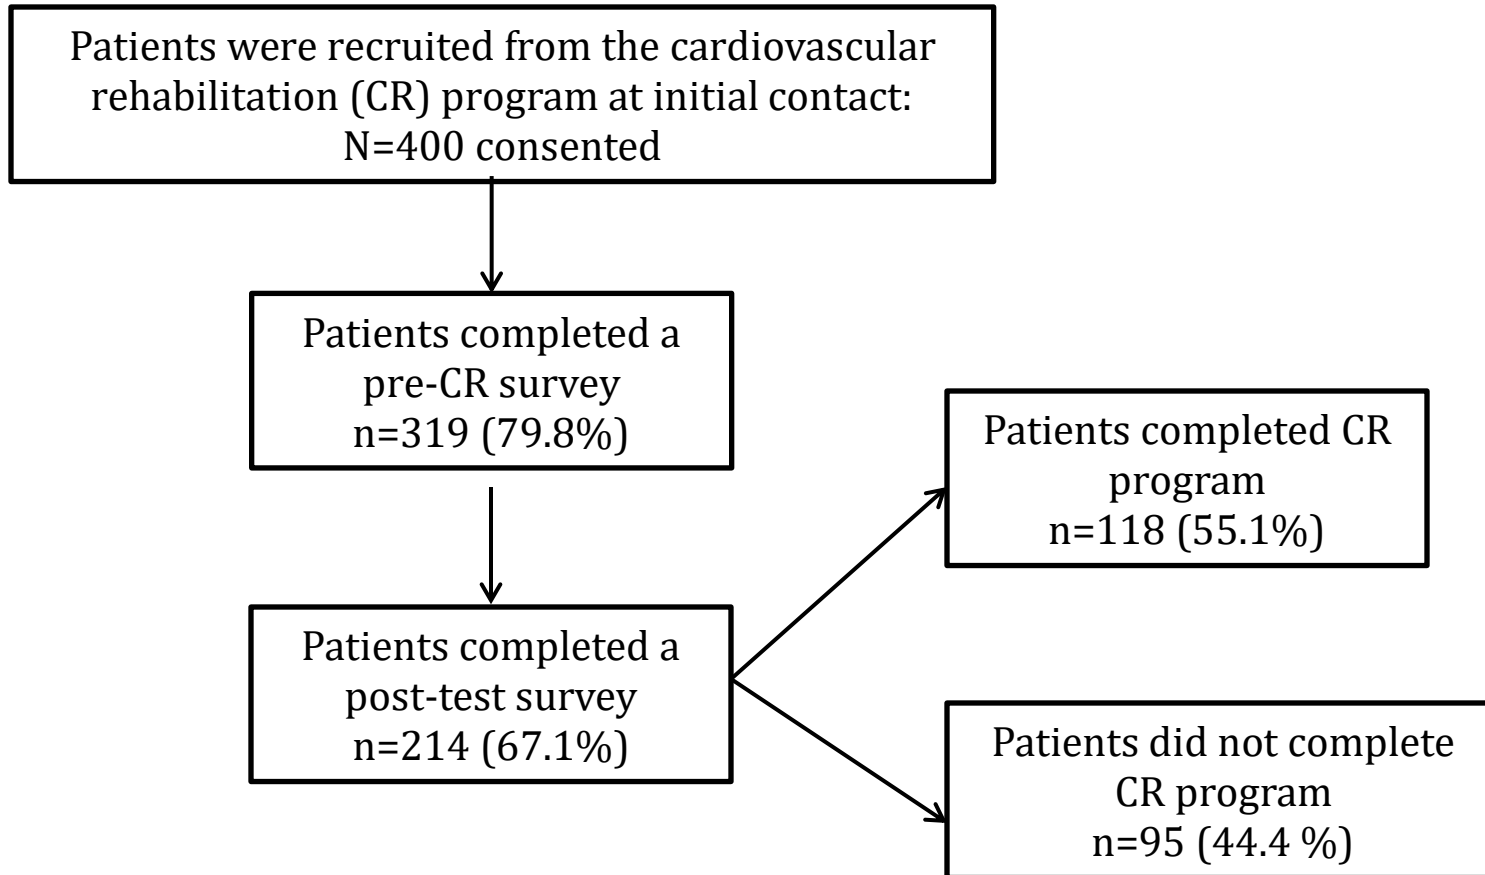 Patients were recruited from the cardiovascular
rehabilitation (CR) program at initial contact:
N=400 consented
Patients completed a
pre-CR survey
n=319 (79.8%)
Patients completed CR
program
n=118 (55.1%)
Patients completed a
post-test survey
n=214 (67.1%)
Patients did not complete
CR program
n=95 (44.4 %)